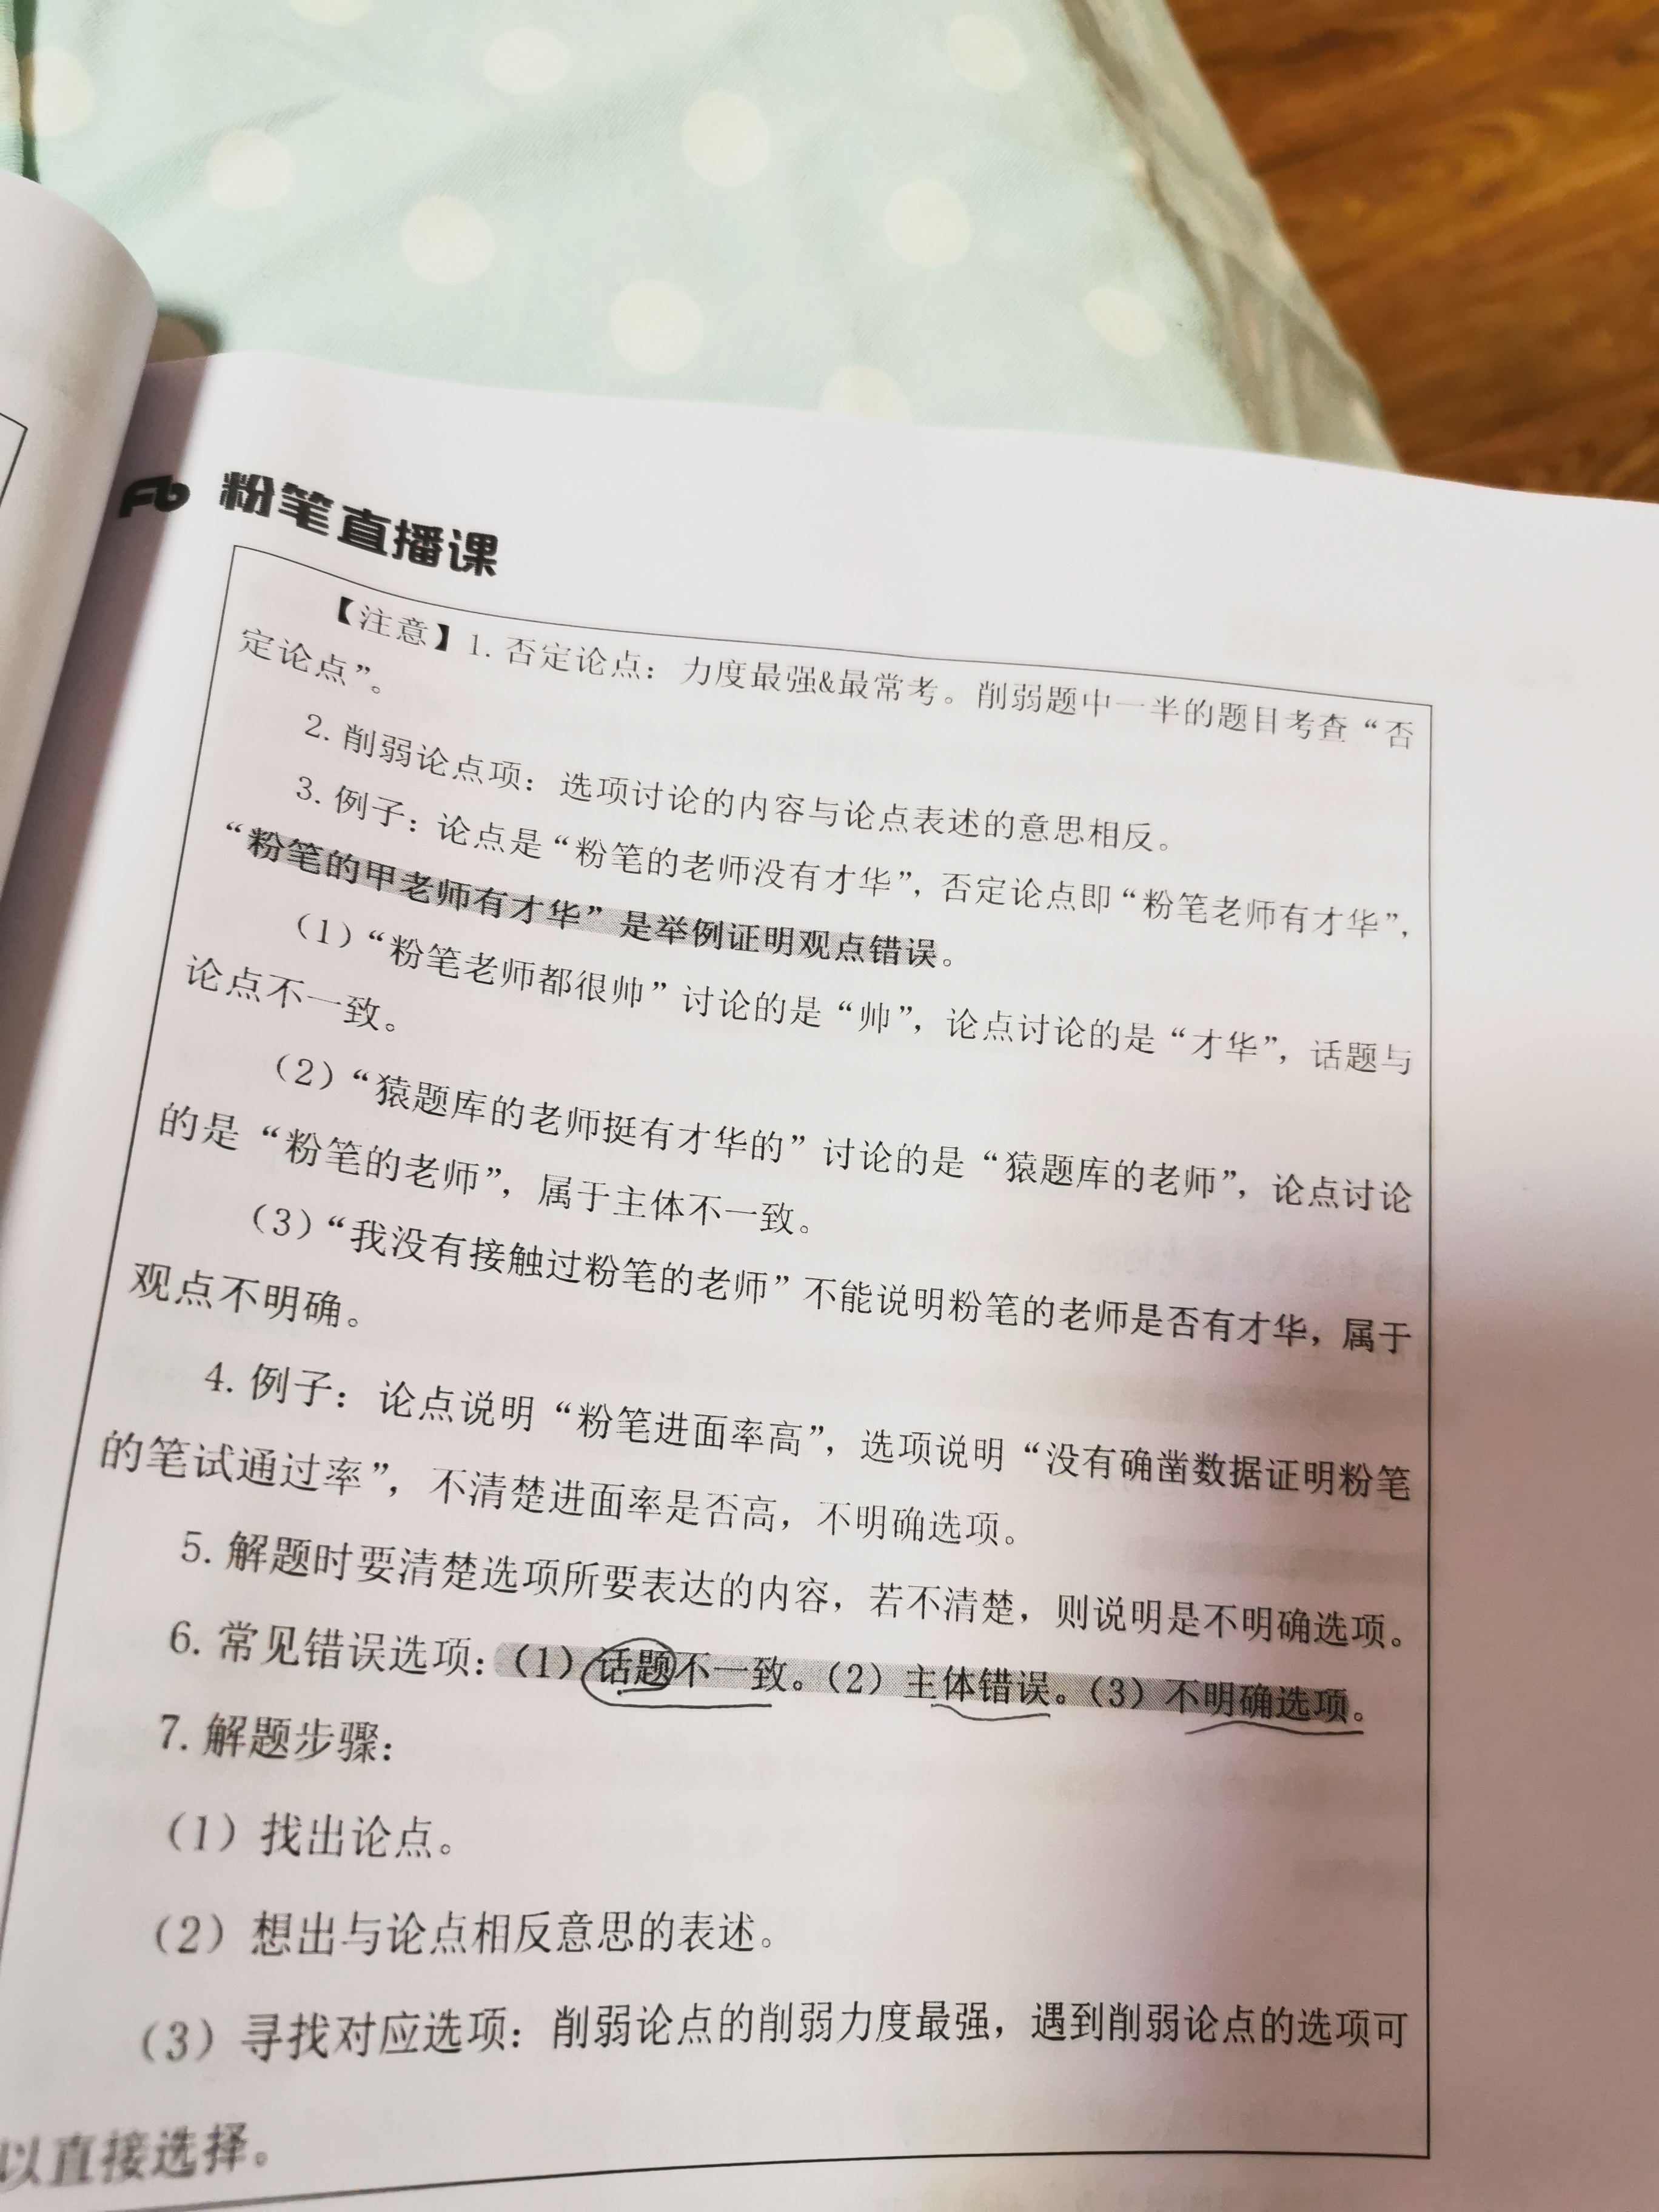 粉笔直播课
【注意】1. 否定论点：力度最强&最常考。削弱题中一半的题目考查“否
定论点”。
2. 削弱论点项：选项讨论的内容与论点表述的意思相反。
3. 例子：论点是“粉笔的老师没有才华”，否定论点即“粉笔老师有才华”，
“粉笔的甲老师有才华”是举例证明观点错误。
（1）“粉笔老师都很帅”讨论的是“帅”，论点讨论的是“才华”，话题与
论点不一致。
（2）“猿题库的老师挺有才华的”讨论的是“猿题库的老师”，论点讨论
的是“粉笔的老师”，属于主体不一致。
（3）“我没有接触过粉笔的老师”不能说明粉笔的老师是否有才华，属于
观点不明确。
4. 例子：论点说明“粉笔进面率高”，选项说明“没有确凿数据证明粉笔
的笔试通过率”，不清楚进面率是否高，不明确选项。
5. 解题时要清楚选项所要表达的内容，若不清楚，则说明是不明确选项。
6. 常见错误选项：（1）话题不一致。（2）主体错误。（3）不明确选项。
7. 解题步骤：
（1）找出论点。
（2）想出与论点相反意思的表述。
（3）寻找对应选项：削弱论点的削弱力度最强，遇到削弱论点的选项可
以直接选择。